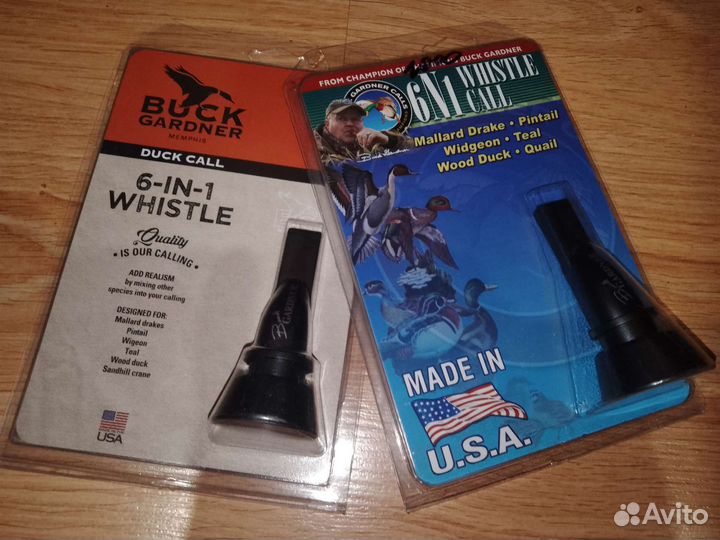 BUCK
GARDNER
MEMPHIS
DUCK CALL
6-IN-1
WHISTLE
Quality
• IS OUR CALLING •
ADD REALISM
by mixing other
species into your calling
DESIGNED FOR:
Mallard drakes
Pintail
Wigeon
Teal
Wood duck
Sandhill crane
USA
Buck
GARDNER
FROM CHAMPION OF
BUCK GARDNER
GARDNER CALLS
6N1 WHISTLE
CALL
Mallard Drake • Pintail
Widgeon • Teal
Wood Duck • Quail
MADE IN
U.S.A.
Avito